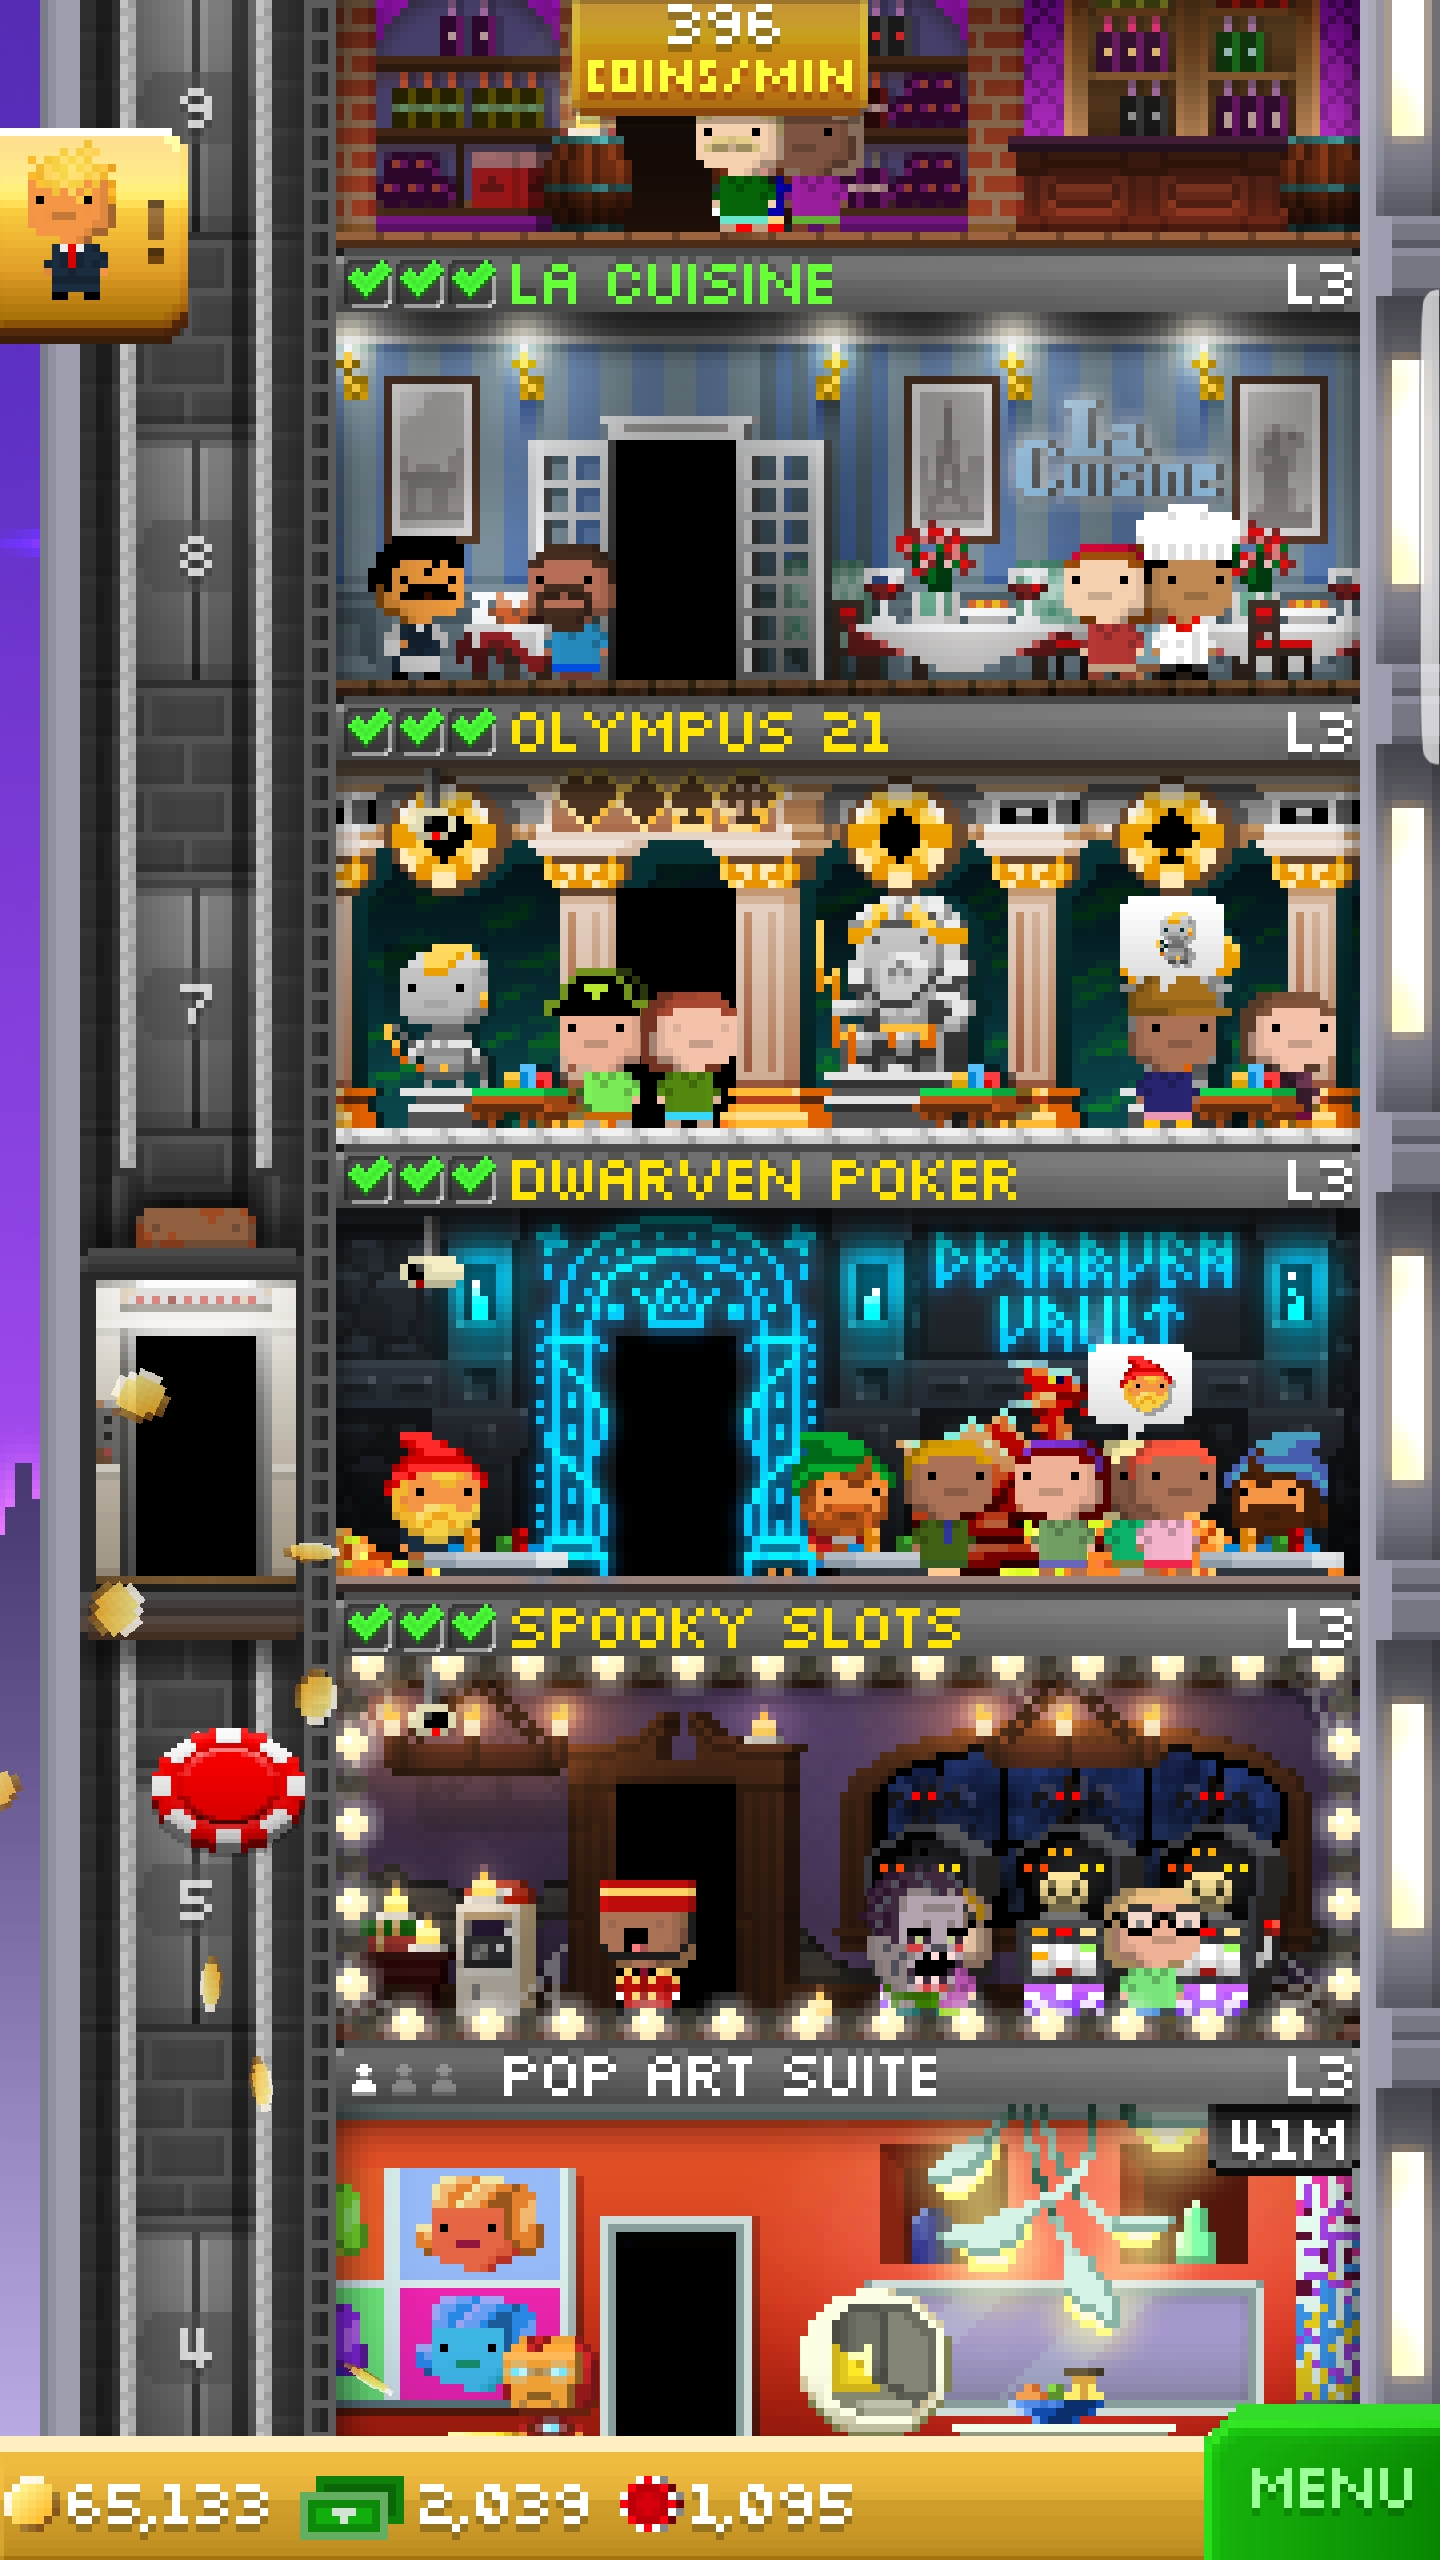 396
COINS/MIN
9
!
LA CUISINE L3
La
Cuisine
8
OLYMPUS 21 L3
7
DWARVEN POKER L3
DWARVEN
VAULT
SPOOKY SLOTS L3
5
POP ART SUITE L3
41M
4
65,133 2,039 1,095
MENU